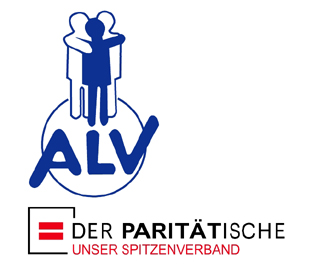 ALV
DER PARITÄTISCHE
UNSER SPITZENVERBAND